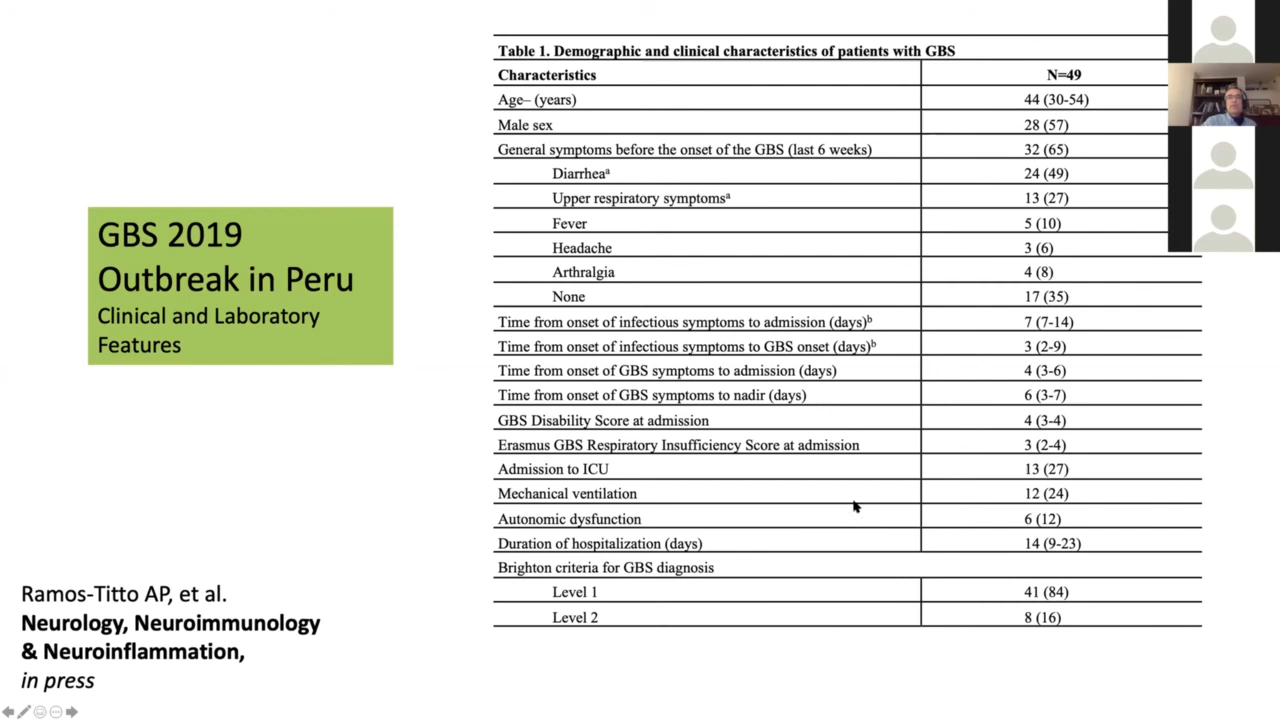 GBS 2019
Outbreak in Peru
Clinical and Laboratory
Features
Ramos-Titto AP, et al.
Neurology, Neuroimmunology
& Neuroinflammation,
in press
Table 1. Demographic and clinical characteristics of patients with GBS
Characteristics N=49
Age– (years) 44 (30-54)
Male sex 28 (57)
General symptoms before the onset of the GBS (last 6 weeks) 32 (65)
Diarrheaᵃ 24 (49)
Upper respiratory symptomsᵃ 13 (27)
Fever 5 (10)
Headache 3 (6)
Arthralgia 4 (8)
None 17 (35)
Time from onset of infectious symptoms to admission (days)ᵇ 7 (7-14)
Time from onset of infectious symptoms to GBS onset (days)ᵇ 3 (2-9)
Time from onset of GBS symptoms to admission (days) 4 (3-6)
Time from onset of GBS symptoms to nadir (days) 6 (3-7)
GBS Disability Score at admission 4 (3-4)
Erasmus GBS Respiratory Insufficiency Score at admission 3 (2-4)
Admission to ICU 13 (27)
Mechanical ventilation 12 (24)
Autonomic dysfunction 6 (12)
Duration of hospitalization (days) 14 (9-23)
Brighton criteria for GBS diagnosis
Level 1 41 (84)
Level 2 8 (16)